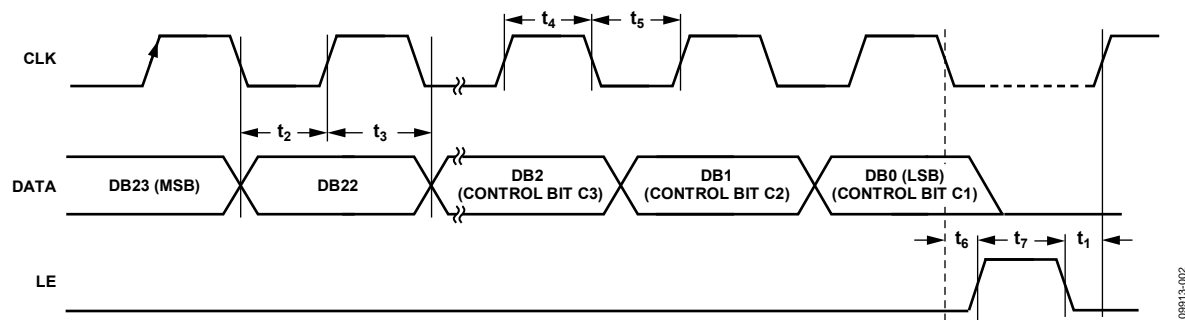 t4 t5
CLK
t2 t3
DATA
DB23 (MSB) DB22 DB2 (CONTROL BIT C3) DB1 (CONTROL BIT C2) DB0 (LSB) (CONTROL BIT C1)
t6 t7 t1
LE
09913-002